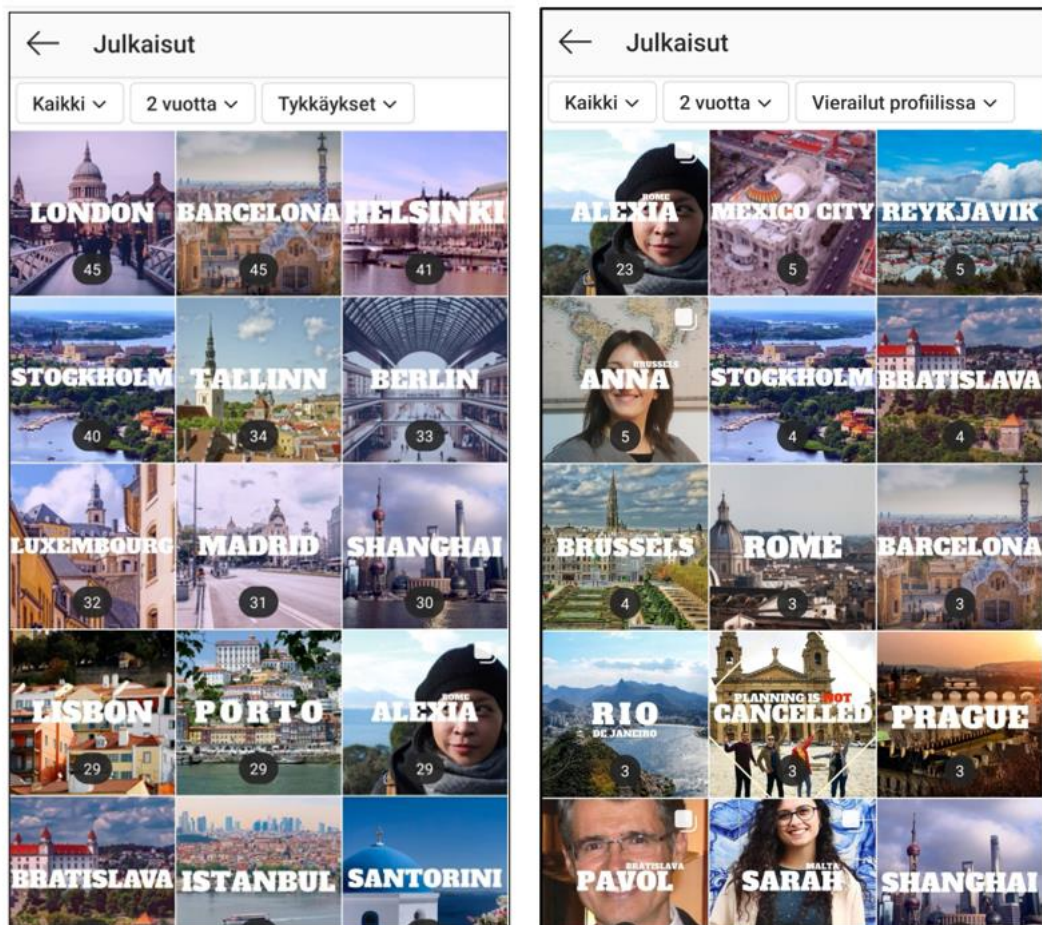 Julkaisut
Kaikki
2 vuotta
Tykkäykset
LONDON
45
BARCELONA
45
HELSINKI
41
STOCKHOLM
40
TALLINN
34
BERLIN
33
LUXEMBOURG
32
MADRID
31
SHANGHAI
30
LISBON
29
PORTO
29
ROME
ALEXIA
29
BRATISLAVA
ISTANBUL
SANTORINI
Julkaisut
Kaikki
2 vuotta
Vierailut profiilissa
ROME
ALEXIA
23
MEXICO CITY
5
REYKJAVIK
5
BRUSSELS
ANNA
5
STOCKHOLM
4
BRATISLAVA
4
BRUSSELS
4
ROME
3
BARCELONA
3
RIO
DE JANEIRO
3
PLANNING IS NOT
CANCELLED
3
PRAGUE
3
BRATISLAVA
PAVOL
MALTA
SARAH
SHANGHAI